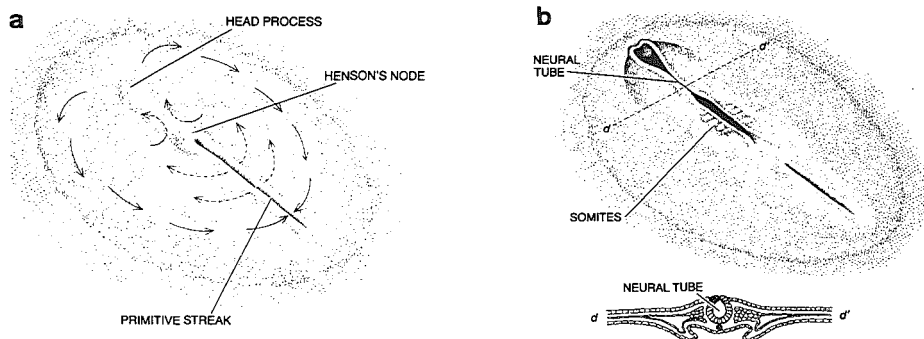 a
HEAD PROCESS
HENSON'S NODE
PRIMITIVE STREAK
b
d'
NEURAL
TUBE
d
SOMITES
NEURAL TUBE
d
d'